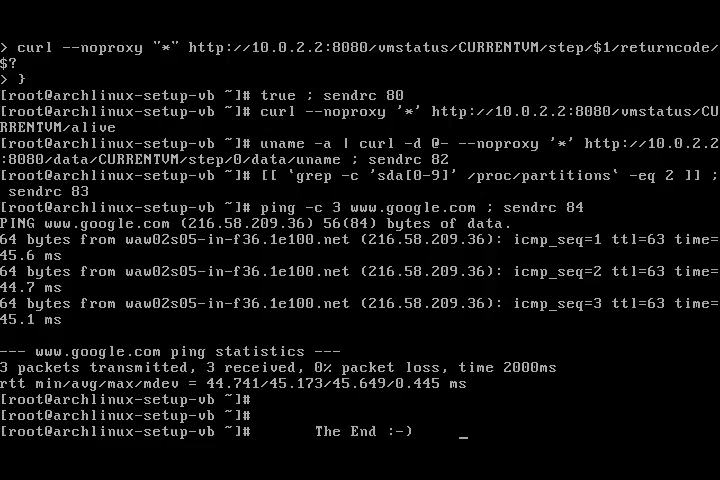 > curl --noproxy "*" http://10.0.2.2:8080/vmstatus/CURRENTVM/step/$1/returncode/
$?
> }
[root@archlinux-setup-vb ~]# true ; sendrc 80
[root@archlinux-setup-vb ~]# curl --noproxy '*' http://10.0.2.2:8080/vmstatus/CU
RRENTVM/alive
[root@archlinux-setup-vb ~]# uname -a | curl -d @- --noproxy '*' http://10.0.2.2
:8080/data/CURRENTVM/step/0/data/uname ; sendrc 82
[root@archlinux-setup-vb ~]# [[ `grep -c 'sda[0-9]' /proc/partitions` -eq 2 ]] ;
 sendrc 83
[root@archlinux-setup-vb ~]# ping -c 3 www.google.com ; sendrc 84
PING www.google.com (216.58.209.36) 56(84) bytes of data.
64 bytes from waw02s05-in-f36.1e100.net (216.58.209.36): icmp_seq=1 ttl=63 time=
45.6 ms
64 bytes from waw02s05-in-f36.1e100.net (216.58.209.36): icmp_seq=2 ttl=63 time=
44.7 ms
64 bytes from waw02s05-in-f36.1e100.net (216.58.209.36): icmp_seq=3 ttl=63 time=
45.1 ms
--- www.google.com ping statistics ---
3 packets transmitted, 3 received, 0% packet loss, time 2000ms
rtt min/avg/max/mdev = 44.741/45.173/45.649/0.445 ms
[root@archlinux-setup-vb ~]#
[root@archlinux-setup-vb ~]#
[root@archlinux-setup-vb ~]#        The End :-)      _